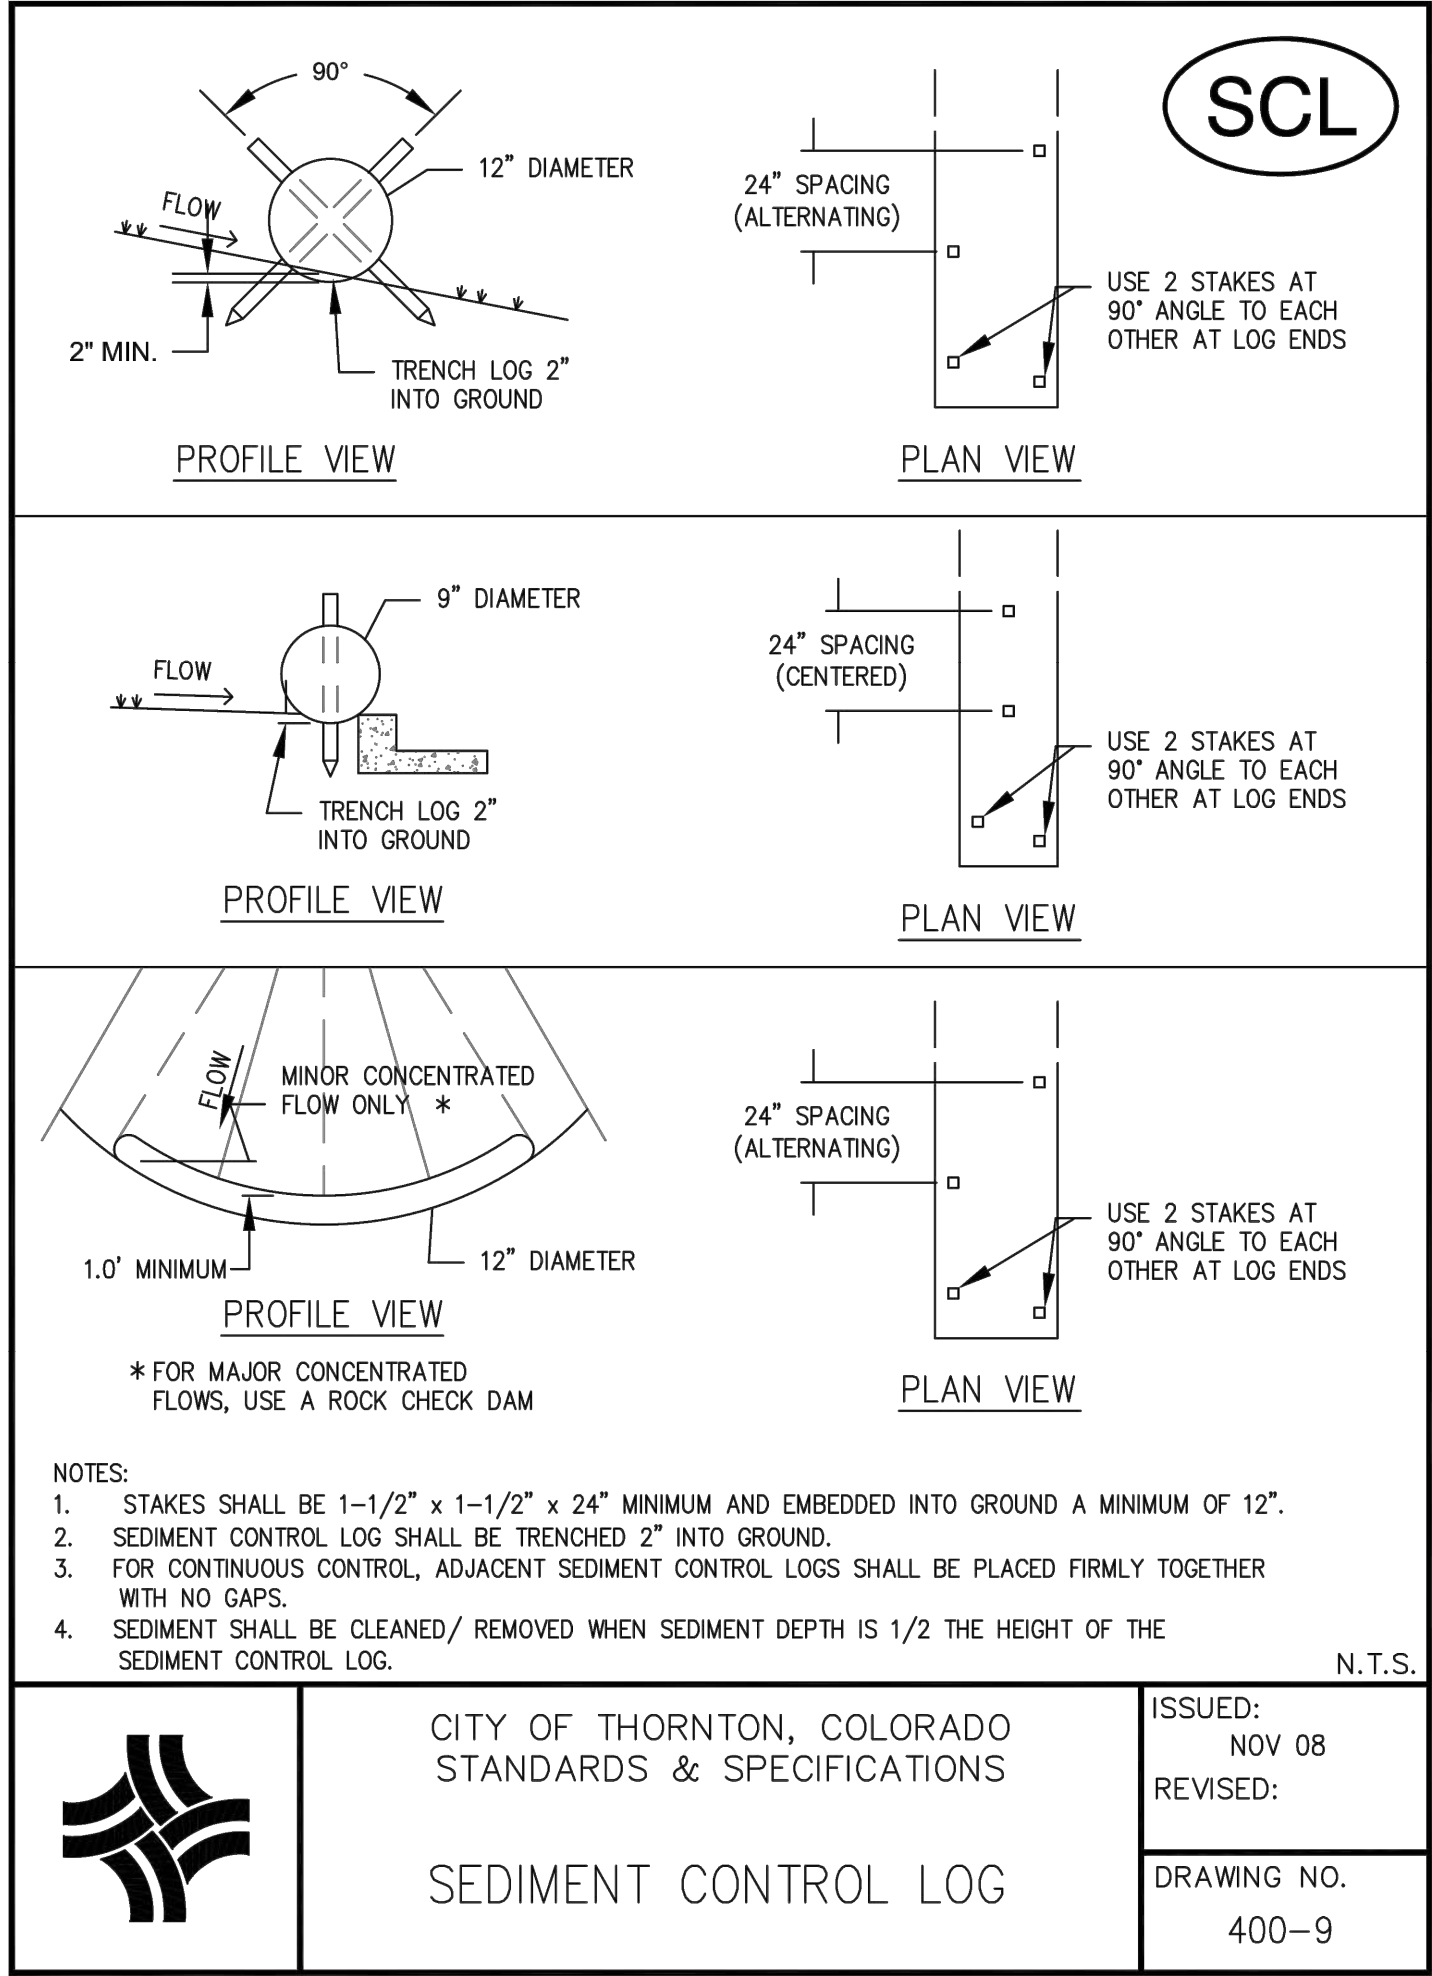 SCL
90°
12” DIAMETER
FLOW
2" MIN.
TRENCH LOG 2”
INTO GROUND
PROFILE VIEW
24” SPACING
(ALTERNATING)
USE 2 STAKES AT
90° ANGLE TO EACH
OTHER AT LOG ENDS
PLAN VIEW
9” DIAMETER
FLOW
TRENCH LOG 2”
INTO GROUND
PROFILE VIEW
24” SPACING
(CENTERED)
USE 2 STAKES AT
90° ANGLE TO EACH
OTHER AT LOG ENDS
PLAN VIEW
FLOW
MINOR CONCENTRATED
FLOW ONLY *
1.0' MINIMUM
12” DIAMETER
PROFILE VIEW
* FOR MAJOR CONCENTRATED
FLOWS, USE A ROCK CHECK DAM
24” SPACING
(ALTERNATING)
USE 2 STAKES AT
90° ANGLE TO EACH
OTHER AT LOG ENDS
PLAN VIEW
NOTES:
1. STAKES SHALL BE 1–1/2” x 1–1/2” x 24” MINIMUM AND EMBEDDED INTO GROUND A MINIMUM OF 12”.
2. SEDIMENT CONTROL LOG SHALL BE TRENCHED 2” INTO GROUND.
3. FOR CONTINUOUS CONTROL, ADJACENT SEDIMENT CONTROL LOGS SHALL BE PLACED FIRMLY TOGETHER
WITH NO GAPS.
4. SEDIMENT SHALL BE CLEANED/ REMOVED WHEN SEDIMENT DEPTH IS 1/2 THE HEIGHT OF THE
SEDIMENT CONTROL LOG.
N.T.S.
CITY OF THORNTON, COLORADO
STANDARDS & SPECIFICATIONS
SEDIMENT CONTROL LOG
ISSUED:
NOV 08
REVISED:
DRAWING NO.
400–9